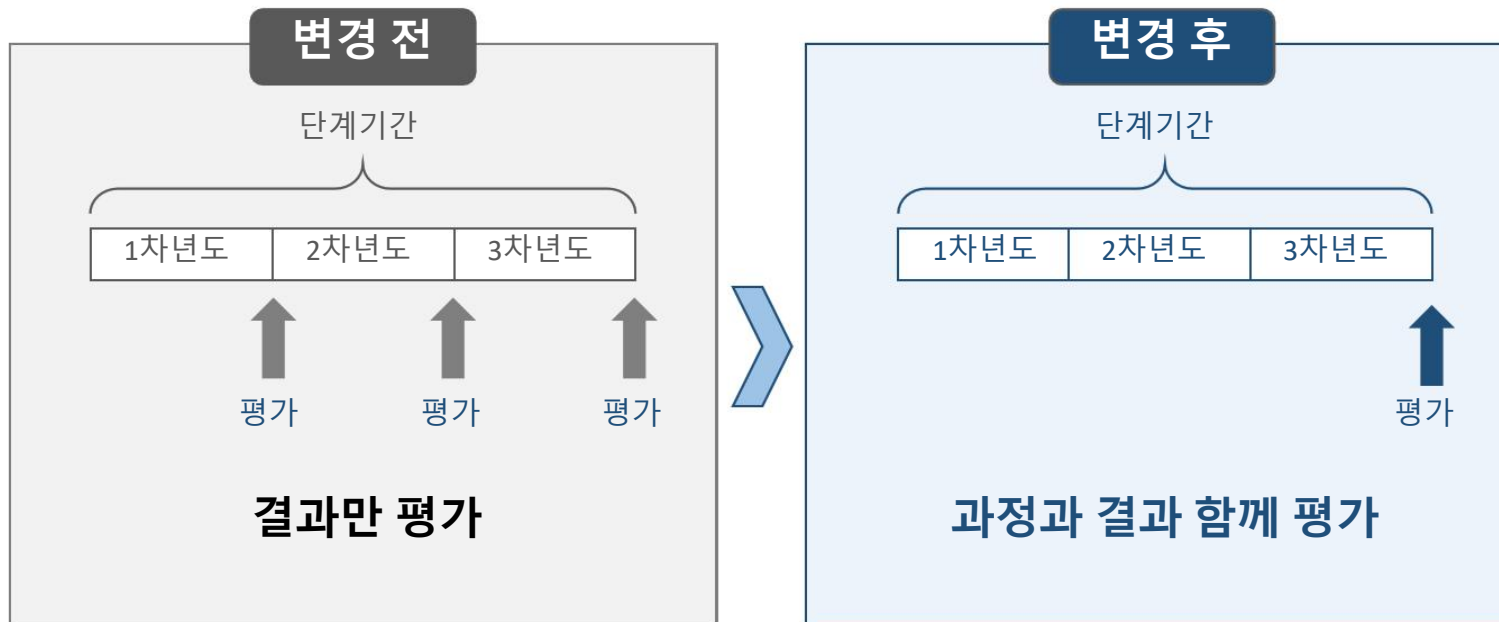 변경 전
단계기간
1차년도 2차년도 3차년도
평가 평가 평가
결과만 평가
변경 후
단계기간
1차년도 2차년도 3차년도
평가
과정과 결과 함께 평가